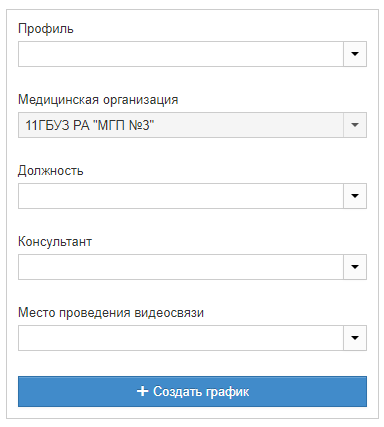 Профиль
Медицинская организация
11ГБУЗ РА "МГП №3"
Должность
Консультант
Место проведения видеосвязи
+ Создать график